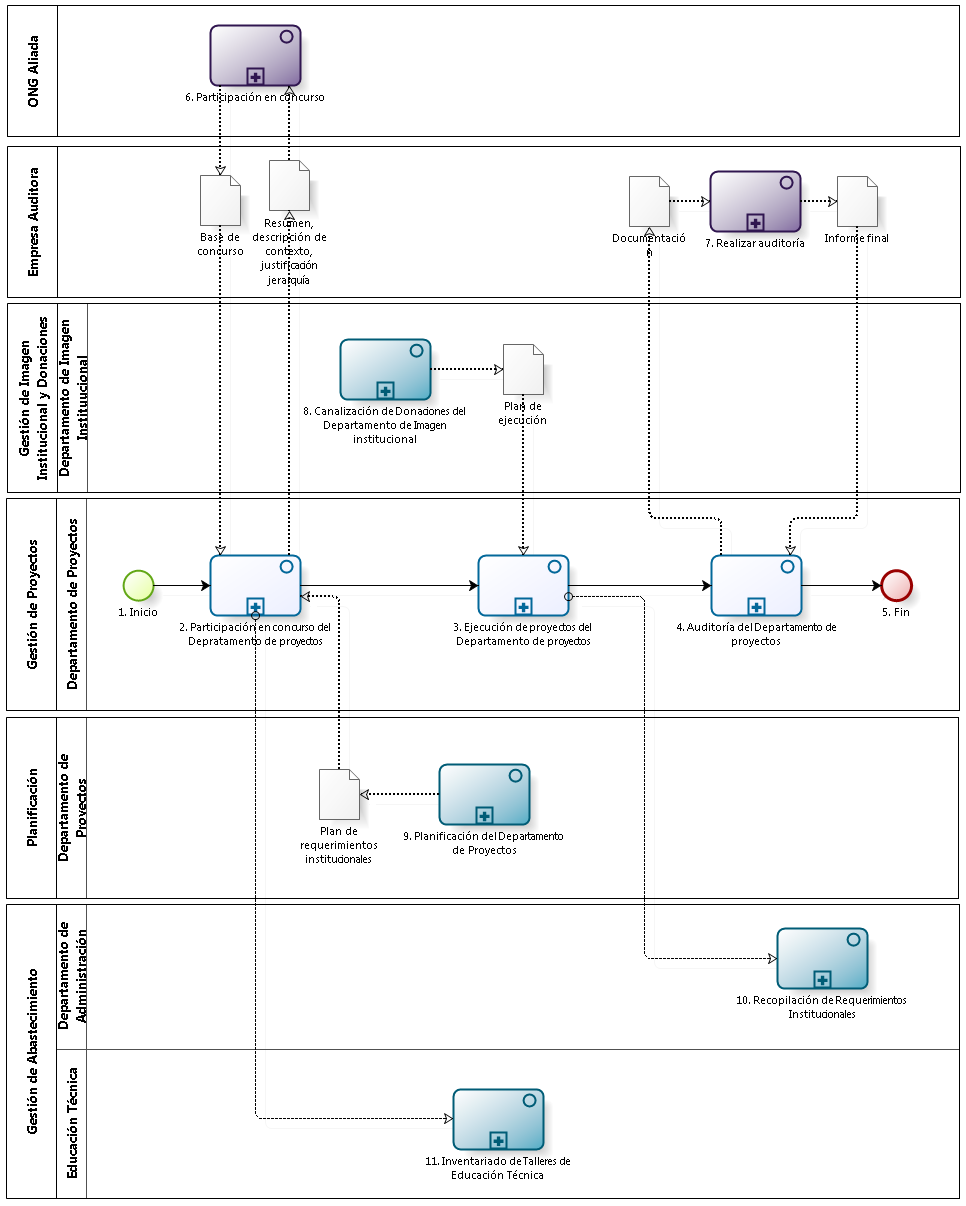 ONG Aliada
6. Participación en concurso
Empresa Auditora
Base de
concurso
Resumen,
descripción de
contexto,
justificación
jerarquía
Documentació
n
7. Realizar auditoría
Informe final
Gestión de Imagen
Institucional y Donaciones
Departamento de Imagen
Instituucional
8. Canalización de Donaciones del
Departamento de Imagen
institucional
Plan de
ejecución
Gestión de Proyectos
Departamento de Proyectos
1. Inicio
2. Participación en concurso del
Depratamento de proyectos
3. Ejecución de proyectos del
Departamento de proyectos
4. Auditoría del Departamento de
proyectos
5. Fin
Planificación
Departamento de
Proyectos
Plan de
requerimientos
institucionales
9. Planificación del Departamento
de Proyectos
Gestión de Abastecimiento
Departamento de
Administración
10. Recopilación de Requerimientos
Institucionales
Educación Técnica
11. Inventariado de Talleres de
Educación Técnica